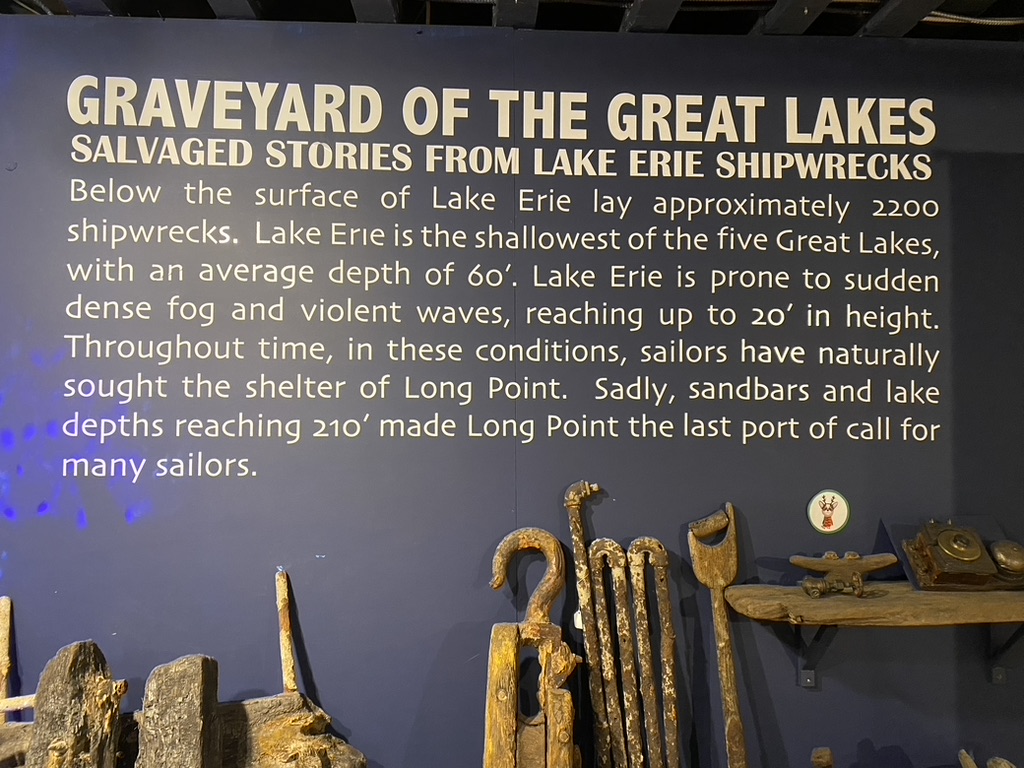 GRAVEYARD OF THE GREAT LAKES
SALVAGED STORIES FROM LAKE ERIE SHIPWRECKS
Below the surface of Lake Erie lay approximately 2200
shipwrecks. Lake Erie is the shallowest of the five Great Lakes,
with an average depth of 60'. Lake Erie is prone to sudden
dense fog and violent waves, reaching up to 20' in height.
Throughout time, in these conditions, sailors have naturally
sought the shelter of Long Point. Sadly, sandbars and lake
depths reaching 210' made Long Point the last port of call for
many sailors.